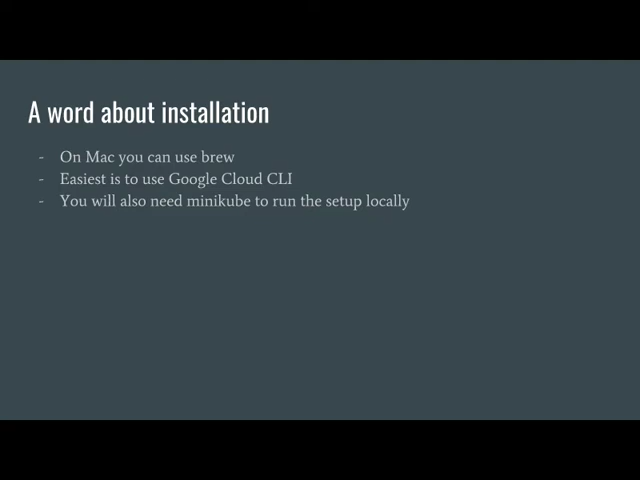 A word about installation
- On Mac you can use brew
- Easiest is to use Google Cloud CLI
- You will also need minikube to run the setup locally